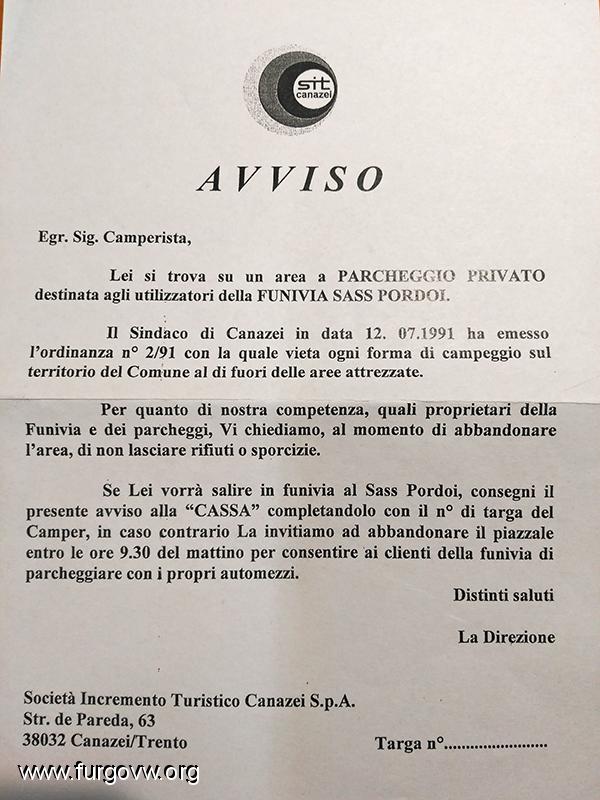 sit
canazei
AVVISO
Egr. Sig. Camperista,
Lei si trova su un area a PARCHEGGIO PRIVATO
destinata agli utilizzatori della FUNIVIA SASS PORDOI.
Il Sindaco di Canazei in data 12. 07.1991 ha emesso
l'ordinanza n° 2/91 con la quale vieta ogni forma di campeggio sul
territorio del Comune al di fuori delle aree attrezzate.
Per quanto di nostra competenza, quali proprietari della
Funivia e dei parcheggi, Vi chiediamo, al momento di abbandonare
l'area, di non lasciare rifiuti o sporcizie.
Se Lei vorrà salire in funivia al Sass Pordoi, consegni il
presente avviso alla “CASSA” completandolo con il n° di targa del
Camper, in caso contrario La invitiamo ad abbandonare il piazzale
entro le ore 9.30 del mattino per consentire ai clienti della funivia di
parcheggiare con i propri automezzi.
Distinti saluti
La Direzione
Società Incremento Turistico Canazei S.p.A.
Str. de Pareda, 63
38032 Canazei/Trento
Targa n°..........................
www.furgovw.org